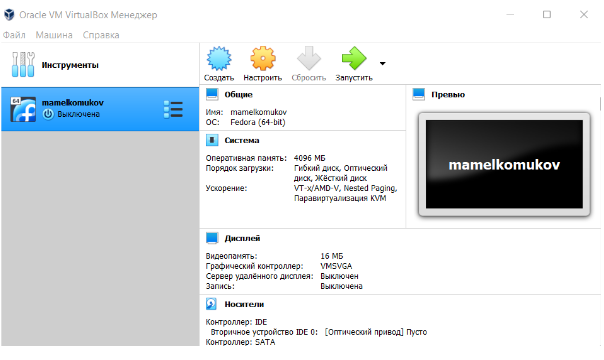 Oracle VM VirtualBox Менеджер
Файл Машина Справка
Инструменты
Создать Настроить Сбросить Запустить
64
mamelkomukov
Выключена
Общие
Имя: mamelkomukov
ОС: Fedora (64-bit)
Превью
mamelkomukov
Система
Оперативная память: 4096 МБ
Порядок загрузки: Гибкий диск, Оптический
диск, Жёсткий диск
Ускорение: VT-x/AMD-V, Nested Paging,
Паравиртуализация KVM
Дисплей
Видеопамять: 16 МБ
Графический контроллер: VMSVGA
Сервер удалённого дисплея: Выключен
Запись: Выключена
Носители
Контроллер: IDE
Вторичное устройство IDE 0: [Оптический привод] Пусто
Контроллер: SATA